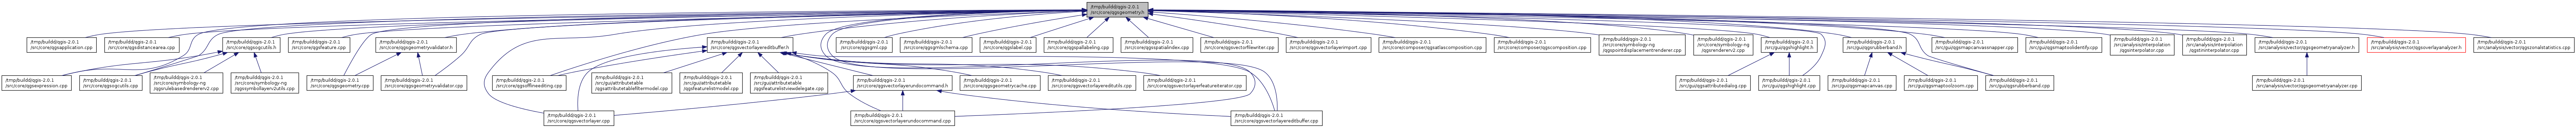 /tmp/buildd/qgis-2.0.1
/src/core/qgsgeometry.h
/tmp/buildd/qgis-2.0.1
/src/core/qgsapplication.cpp
/tmp/buildd/qgis-2.0.1
/src/core/qgsdistancearea.cpp
/tmp/buildd/qgis-2.0.1
/src/core/qgsogcutils.h
/tmp/buildd/qgis-2.0.1
/src/core/qgsfeature.cpp
/tmp/buildd/qgis-2.0.1
/src/core/qgsgeometryvalidator.h
/tmp/buildd/qgis-2.0.1
/src/core/qgsvectorlayereditbuffer.h
/tmp/buildd/qgis-2.0.1
/src/core/qgsgml.cpp
/tmp/buildd/qgis-2.0.1
/src/core/qgsgmlschema.cpp
/tmp/buildd/qgis-2.0.1
/src/core/qgslabel.cpp
/tmp/buildd/qgis-2.0.1
/src/core/qgspallabeling.cpp
/tmp/buildd/qgis-2.0.1
/src/core/qgsspatialindex.cpp
/tmp/buildd/qgis-2.0.1
/src/core/qgsvectorfilewriter.cpp
/tmp/buildd/qgis-2.0.1
/src/core/qgsvectorlayerimport.cpp
/tmp/buildd/qgis-2.0.1
/src/core/composer/qgsatlascomposition.cpp
/tmp/buildd/qgis-2.0.1
/src/core/composer/qgscomposition.cpp
/tmp/buildd/qgis-2.0.1
/src/core/symbology-ng
/qgspointdisplacementrenderer.cpp
/tmp/buildd/qgis-2.0.1
/src/core/symbology-ng
/qgsrendererv2.cpp
/tmp/buildd/qgis-2.0.1
/src/gui/qgshighlight.h
/tmp/buildd/qgis-2.0.1
/src/gui/qgsrubberband.h
/tmp/buildd/qgis-2.0.1
/src/gui/qgsmapcanvassnapper.cpp
/tmp/buildd/qgis-2.0.1
/src/gui/qgsmaptoolidentify.cpp
/tmp/buildd/qgis-2.0.1
/src/analysis/interpolation
/qgsinterpolator.cpp
/tmp/buildd/qgis-2.0.1
/src/analysis/interpolation
/qgstininterpolator.cpp
/tmp/buildd/qgis-2.0.1
/src/analysis/vector/qgsgeometryanalyzer.h
/tmp/buildd/qgis-2.0.1
/src/analysis/vector/qgsoverlayanalyzer.h
/tmp/buildd/qgis-2.0.1
/src/analysis/vector/qgszonalstatistics.cpp
/tmp/buildd/qgis-2.0.1
/src/core/qgsexpression.cpp
/tmp/buildd/qgis-2.0.1
/src/core/qgsogcutils.cpp
/tmp/buildd/qgis-2.0.1
/src/core/symbology-ng
/qgsrulebasedrendererv2.cpp
/tmp/buildd/qgis-2.0.1
/src/core/symbology-ng
/qgssymbollayerv2utils.cpp
/tmp/buildd/qgis-2.0.1
/src/core/qgsgeometry.cpp
/tmp/buildd/qgis-2.0.1
/src/core/qgsgeometryvalidator.cpp
/tmp/buildd/qgis-2.0.1
/src/core/qgsofflineediting.cpp
/tmp/buildd/qgis-2.0.1
/src/gui/attributetable
/qgsattributetablefiltermodel.cpp
/tmp/buildd/qgis-2.0.1
/src/gui/attributetable
/qgsfeaturelistmodel.cpp
/tmp/buildd/qgis-2.0.1
/src/gui/attributetable
/qgsfeaturelistviewdelegate.cpp
/tmp/buildd/qgis-2.0.1
/src/core/qgsvectorlayerundocommand.h
/tmp/buildd/qgis-2.0.1
/src/core/qgsgeometrycache.cpp
/tmp/buildd/qgis-2.0.1
/src/core/qgsvectorlayereditutils.cpp
/tmp/buildd/qgis-2.0.1
/src/core/qgsvectorlayerfeatureiterator.cpp
/tmp/buildd/qgis-2.0.1
/src/gui/qgsattributedialog.cpp
/tmp/buildd/qgis-2.0.1
/src/gui/qgshighlight.cpp
/tmp/buildd/qgis-2.0.1
/src/gui/qgsmapcanvas.cpp
/tmp/buildd/qgis-2.0.1
/src/gui/qgsmaptoolzoom.cpp
/tmp/buildd/qgis-2.0.1
/src/gui/qgsrubberband.cpp
/tmp/buildd/qgis-2.0.1
/src/analysis/vector/qgsgeometryanalyzer.cpp
/tmp/buildd/qgis-2.0.1
/src/core/qgsvectorlayer.cpp
/tmp/buildd/qgis-2.0.1
/src/core/qgsvectorlayerundocommand.cpp
/tmp/buildd/qgis-2.0.1
/src/core/qgsvectorlayereditbuffer.cpp